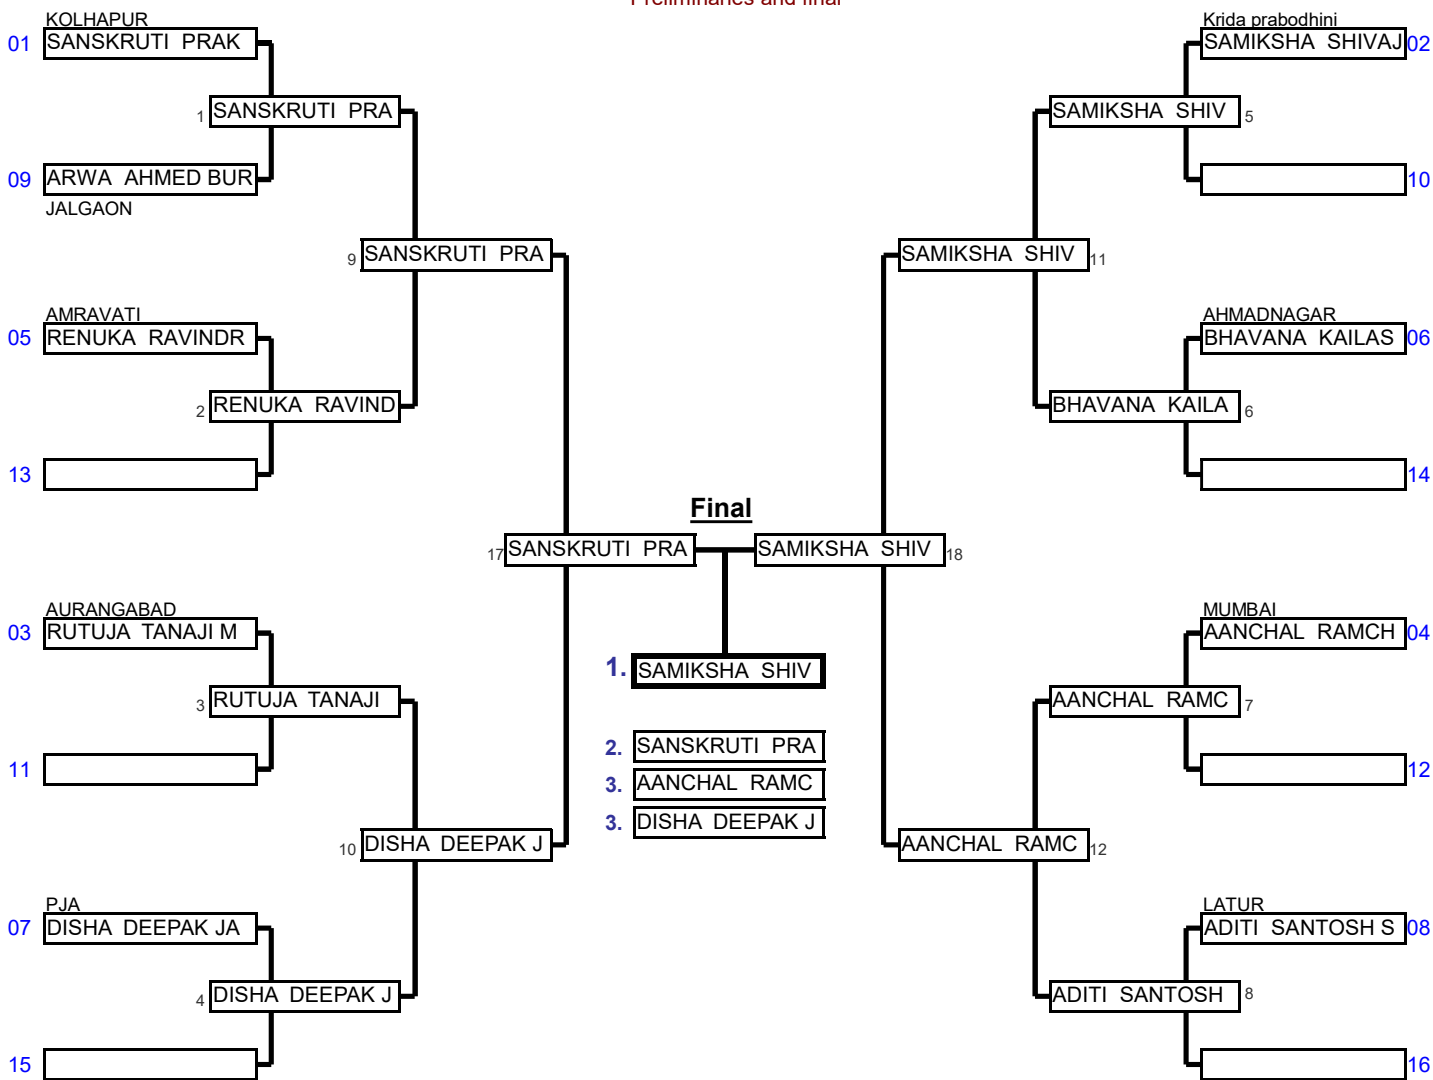 Preliminaries and final
KOLHAPUR
01 SANSKRUTI PRAK
1 SANSKRUTI PRA
09 ARWA AHMED BUR
JALGAON
9 SANSKRUTI PRA
AMRAVATI
05 RENUKA RAVINDR
2 RENUKA RAVIND
13
17 SANSKRUTI PRA
AURANGABAD
03 RUTUJA TANAJI M
3 RUTUJA TANAJI
11
10 DISHA DEEPAK J
PJA
07 DISHA DEEPAK JA
4 DISHA DEEPAK J
15
Final
1. SAMIKSHA SHIV
2. SANSKRUTI PRA
3. AANCHAL RAMC
3. DISHA DEEPAK J
Krida prabodhini
SAMIKSHA SHIVAJ 02
SAMIKSHA SHIV 5
10
SAMIKSHA SHIV 11
AHMADNAGAR
BHAVANA KAILAS 06
BHAVANA KAILA 6
14
SAMIKSHA SHIV 18
MUMBAI
AANCHAL RAMCH 04
AANCHAL RAMC 7
12
AANCHAL RAMC 12
LATUR
ADITI SANTOSH S 08
ADITI SANTOSH 8
16